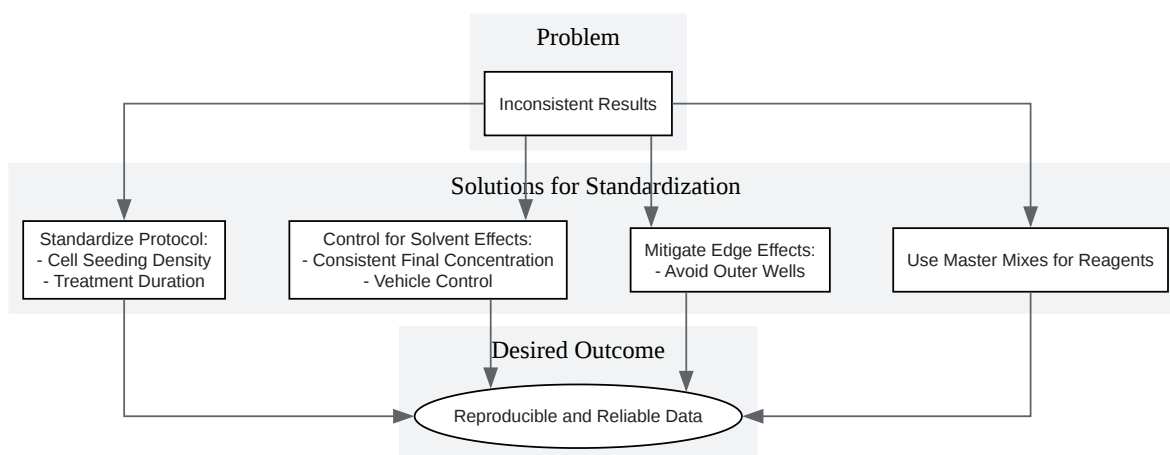 Problem
Inconsistent Results
Solutions for Standardization
Standardize Protocol:
- Cell Seeding Density
- Treatment Duration
Control for Solvent Effects:
- Consistent Final Concentration
- Vehicle Control
Mitigate Edge Effects:
- Avoid Outer Wells
Use Master Mixes for Reagents
Desired Outcome
Reproducible and Reliable Data